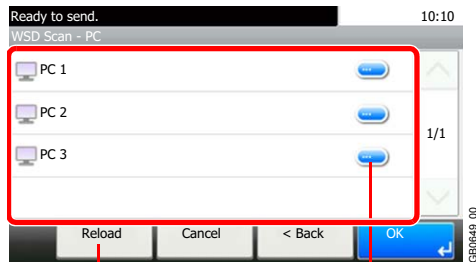 Ready to send.
10:10
WSD Scan - PC
PC 1
PC 2
PC 3
1/1
Reload
Cancel
< Back
OK
GB0649_00